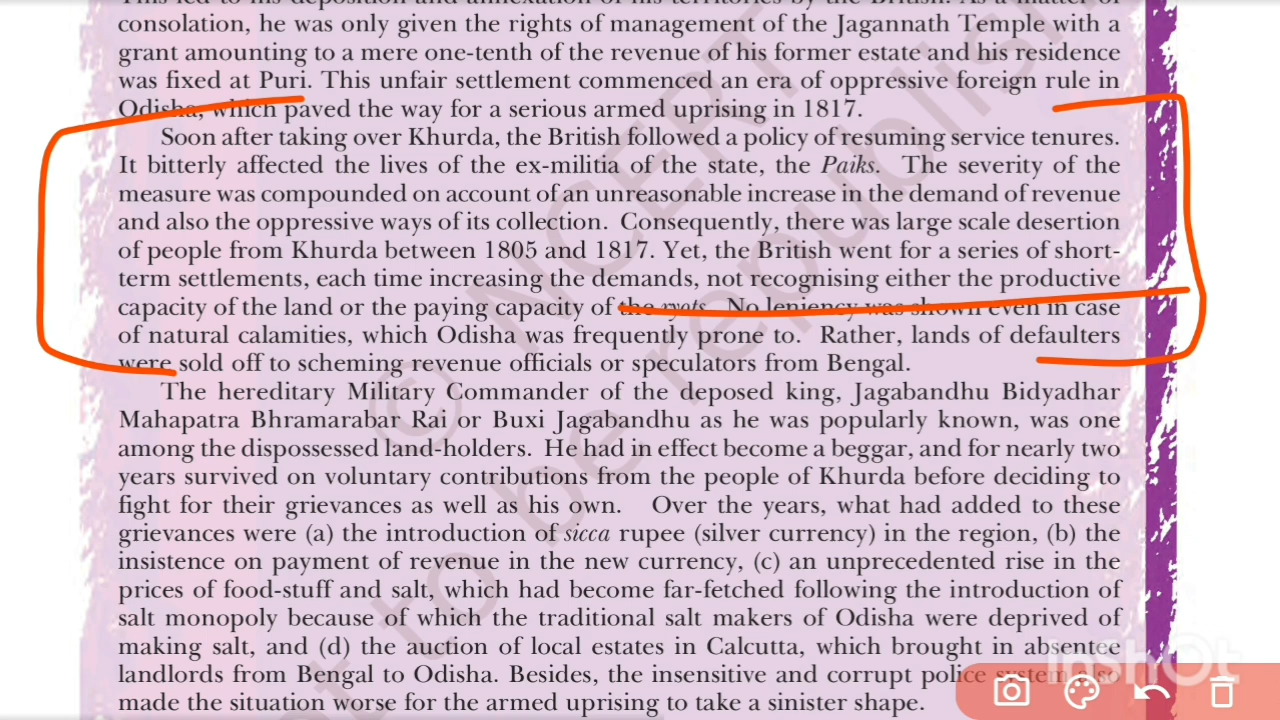 This led to his deposition and annexation of his territories by the British. As a matter of
consolation, he was only given the rights of management of the Jagannath Temple with a
grant amounting to a mere one-tenth of the revenue of his former estate and his residence
was fixed at Puri. This unfair settlement commenced an era of oppressive foreign rule in
Odisha, which paved the way for a serious armed uprising in 1817.
Soon after taking over Khurda, the British followed a policy of resuming service tenures.
It bitterly affected the lives of the ex-militia of the state, the Paiks. The severity of the
measure was compounded on account of an unreasonable increase in the demand of revenue
and also the oppressive ways of its collection. Consequently, there was large scale desertion
of people from Khurda between 1805 and 1817. Yet, the British went for a series of short-
term settlements, each time increasing the demands, not recognising either the productive
capacity of the land or the paying capacity of the ryots. No leniency was shown even in case
of natural calamities, which Odisha was frequently prone to. Rather, lands of defaulters
were sold off to scheming revenue officials or speculators from Bengal.
The hereditary Military Commander of the deposed king, Jagabandhu Bidyadhar
Mahapatra Bhramarabar Rai or Buxi Jagabandhu as he was popularly known, was one
among the dispossessed land-holders. He had in effect become a beggar, and for nearly two
years survived on voluntary contributions from the people of Khurda before deciding to
fight for their grievances as well as his own. Over the years, what had added to these
grievances were (a) the introduction of sicca rupee (silver currency) in the region, (b) the
insistence on payment of revenue in the new currency, (c) an unprecedented rise in the
prices of food-stuff and salt, which had become far-fetched following the introduction of
salt monopoly because of which the traditional salt makers of Odisha were deprived of
making salt, and (d) the auction of local estates in Calcutta, which brought in absentee
landlords from Bengal to Odisha. Besides, the insensitive and corrupt police system also
made the situation worse for the armed uprising to take a sinister shape.
© NCERT
not to be republish
InShOt